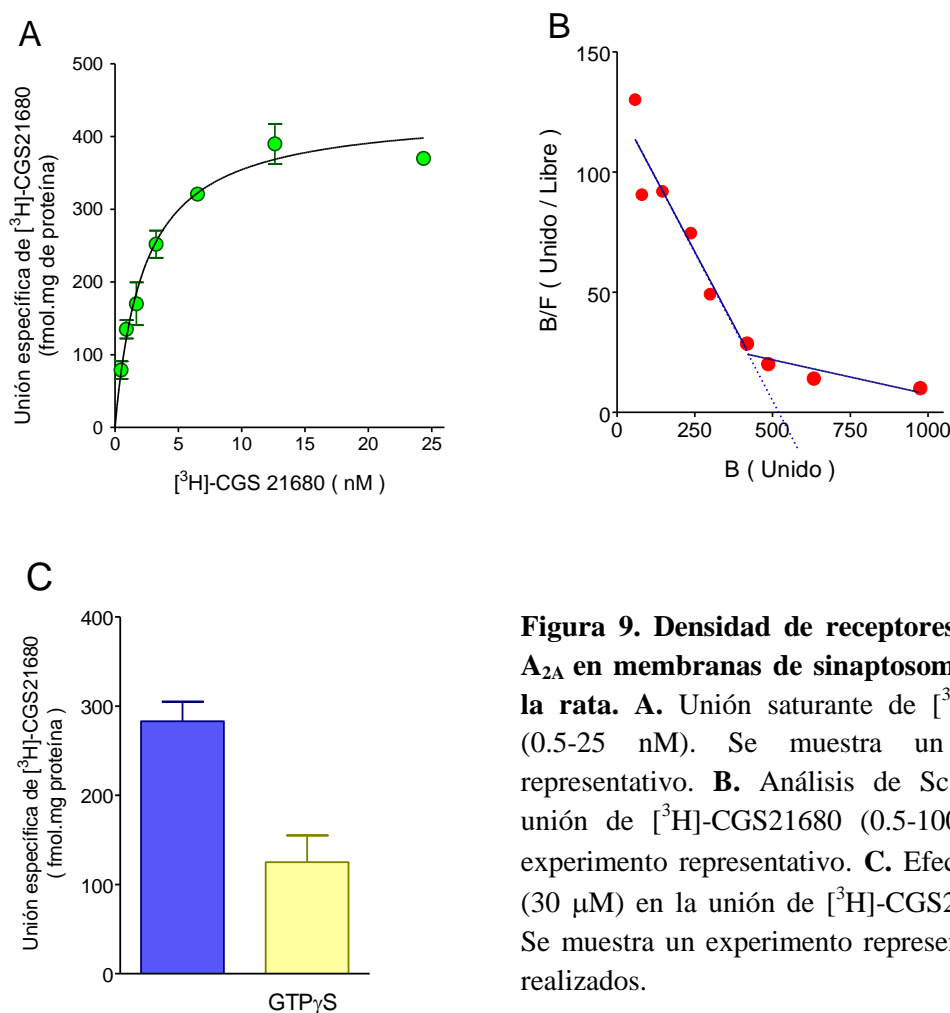 A
Unión específica de [³H]-CGS21680
(fmol.mg de proteína)
500
400
300
200
100
0
0 5 10 15 20 25
[³H]-CGS 21680 ( nM )
B
B/F ( Unido / Libre )
150
100
50
0
0 250 500 750 1000
B ( Unido )
C
Unión específica de [³H]-CGS21680
( fmol.mg proteína )
400
300
200
100
0
GTPγS
Figura 9. Densidad de receptores
A₂A en membranas de sinaptosom
la rata. A. Unión saturante de [³
(0.5-25 nM). Se muestra un
representativo. B. Análisis de Sc
unión de [³H]-CGS21680 (0.5-100
experimento representativo. C. Efec
(30 μM) en la unión de [³H]-CGS2
Se muestra un experimento represe
realizados.